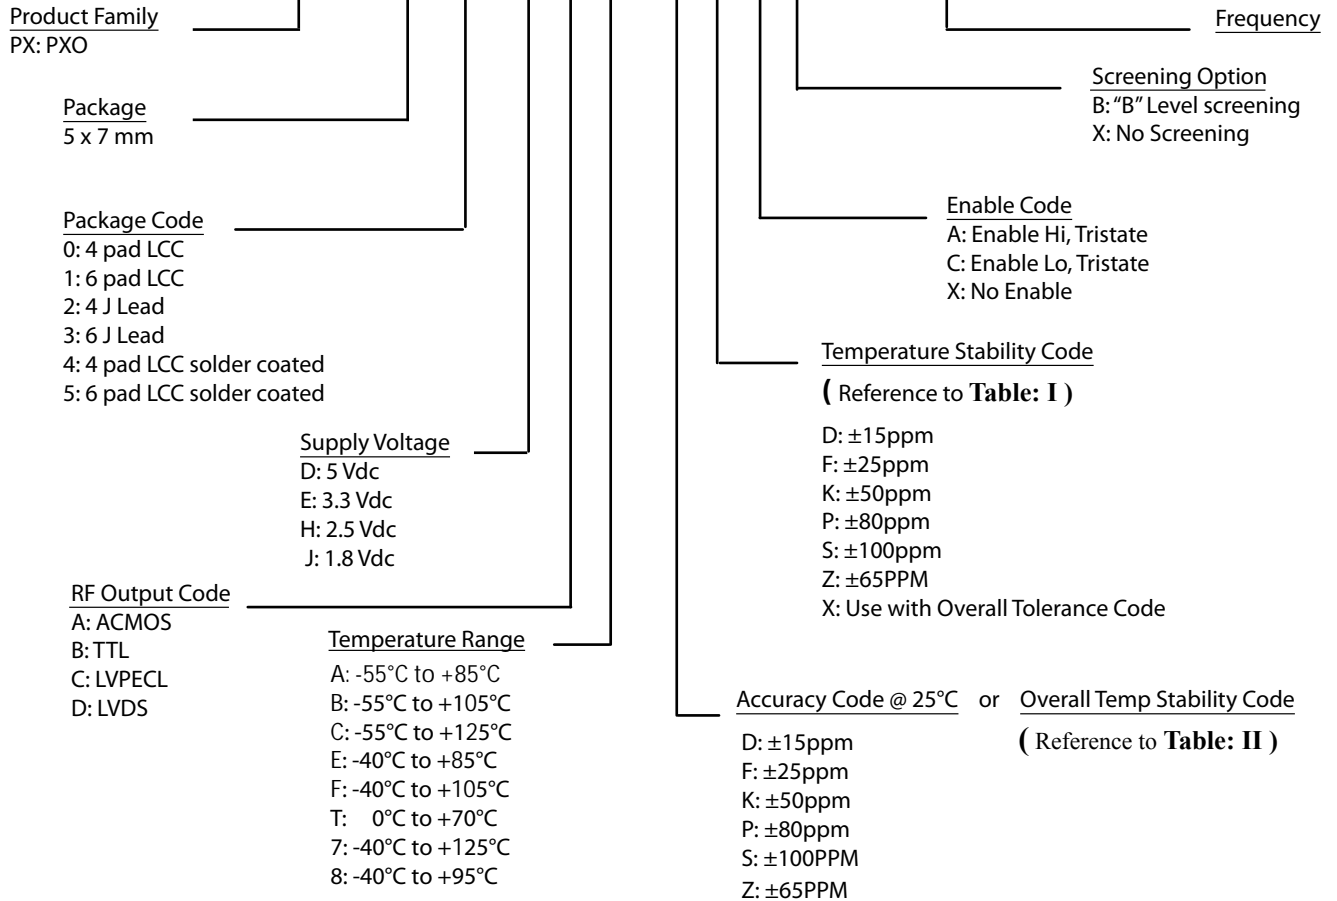 Product Family
PX: PXO
Frequency
Screening Option
B: “B” Level screening
X: No Screening
Package
5 x 7 mm
Enable Code
A: Enable Hi, Tristate
C: Enable Lo, Tristate
X: No Enable
Package Code
0: 4 pad LCC
1: 6 pad LCC
2: 4 J Lead
3: 6 J Lead
4: 4 pad LCC solder coated
5: 6 pad LCC solder coated
Temperature Stability Code
( Reference to Table: I )
D: ±15ppm
F: ±25ppm
K: ±50ppm
P: ±80ppm
S: ±100ppm
Z: ±65PPM
X: Use with Overall Tolerance Code
Supply Voltage
D: 5 Vdc
E: 3.3 Vdc
H: 2.5 Vdc
J: 1.8 Vdc
RF Output Code
A: ACMOS
B: TTL
C: LVPECL
D: LVDS
Temperature Range
A: -55°C to +85°C
B: -55°C to +105°C
C: -55°C to +125°C
E: -40°C to +85°C
F: -40°C to +105°C
T: 0°C to +70°C
7: -40°C to +125°C
8: -40°C to +95°C
Accuracy Code @ 25°C or Overall Temp Stability Code
( Reference to Table: II )
D: ±15ppm
F: ±25ppm
K: ±50ppm
P: ±80ppm
S: ±100PPM
Z: ±65PPM